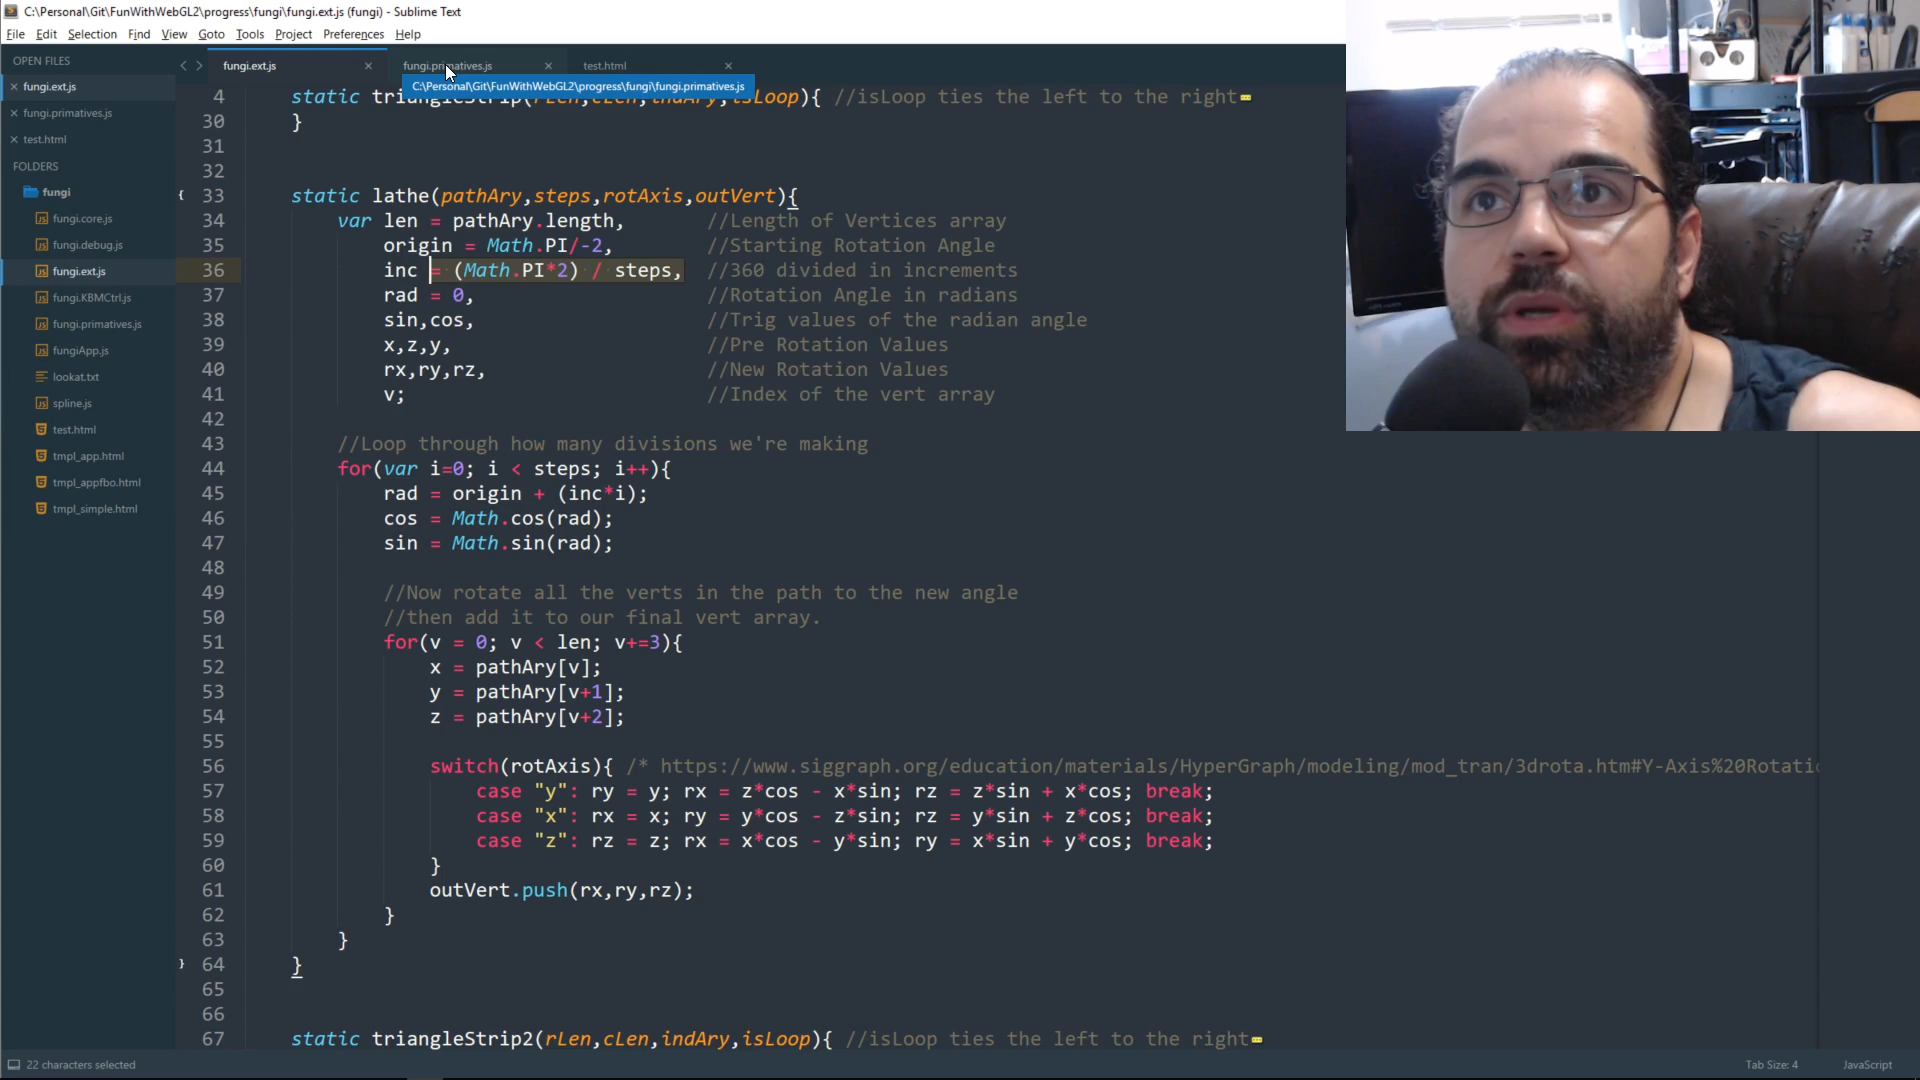 C:\Personal\Git\FunWithWebGL2\progress\fungi\fungi.ext.js (fungi) - Sublime Text
File Edit Selection Find View Goto Tools Project Preferences Help
OPEN FILES
fungi.ext.js
fungi.primatives.js
test.html
FOLDERS
fungi
fungi.core.js
fungi.debug.js
fungi.ext.js
fungi.KBMCtrl.js
fungi.primatives.js
fungiApp.js
lookat.txt
spline.js
test.html
tmpl_app.html
tmpl_appfbo.html
tmpl_simple.html
fungi.ext.js fungi.primatives.js test.html
C:\Personal\Git\FunWithWebGL2\progress\fungi\fungi.primatives.js
4 static triangleStrip(rLen,cLen,indAry,isLoop){ //isLoop ties the left to the right
30 }
31
32
33 static lathe(pathAry,steps,rotAxis,outVert){
34 var len = pathAry.length, //Length of Vertices array
35 origin = Math.PI/-2, //Starting Rotation Angle
36 inc = (Math.PI*2) / steps, //360 divided in increments
37 rad = 0, //Rotation Angle in radians
38 sin,cos, //Trig values of the radian angle
39 x,z,y, //Pre Rotation Values
40 rx,ry,rz, //New Rotation Values
41 v; //Index of the vert array
42
43 //Loop through how many divisions we're making
44 for(var i=0; i < steps; i++){
45 rad = origin + (inc*i);
46 cos = Math.cos(rad);
47 sin = Math.sin(rad);
48
49 //Now rotate all the verts in the path to the new angle
50 //then add it to our final vert array.
51 for(v = 0; v < len; v+=3){
52 x = pathAry[v];
53 y = pathAry[v+1];
54 z = pathAry[v+2];
55
56 switch(rotAxis){ /* https://www.siggraph.org/education/materials/HyperGraph/modeling/mod_tran/3drota.htm#Y-Axis%20Rotatio
57 case "y": ry = y; rx = z*cos - x*sin; rz = z*sin + x*cos; break;
58 case "x": rx = x; ry = y*cos - z*sin; rz = y*sin + z*cos; break;
59 case "z": rz = z; rx = x*cos - y*sin; ry = x*sin + y*cos; break;
60 }
61 outVert.push(rx,ry,rz);
62 }
63 }
64 }
65
66
67 static triangleStrip2(rLen,cLen,indAry,isLoop){ //isLoop ties the left to the right
22 characters selected
Tab Size: 4
JavaScript